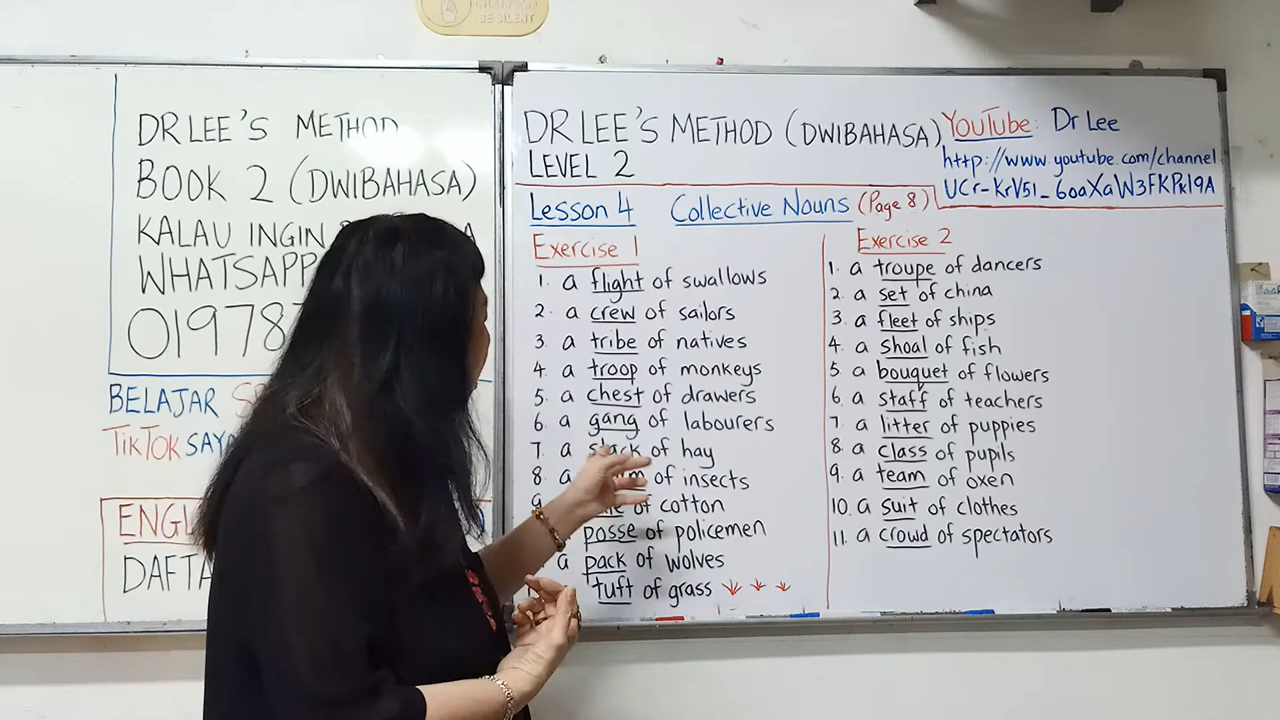 BE SILENT
DR LEE'S METHOD
BOOK 2 (DWIBAHASA)
KALAU INGIN
WHATSAPP
01978
BELAJAR
TIKTOK SAYA
ENGL
DAFTA
DR LEE'S METHOD (DWIBAHASA)
LEVEL 2
YouTube: Dr Lee
http://www.youtube.com/channel
UCr-KrV51_6oaXaW3FKPkl9A
Lesson 4 Collective Nouns (Page 8)
Exercise 1
1. a flight of swallows
2. a crew of sailors
3. a tribe of natives
4. a troop of monkeys
5. a chest of drawers
6. a gang of labourers
7. a stack of hay
8. a of insects
9 of cotton
posse of policemen
a pack of wolves
tuft of grass
Exercise 2
1. a troupe of dancers
2. a set of china
3. a fleet of ships
4. a shoal of fish
5. a bouquet of flowers
6. a staff of teachers
7. a litter of puppies
8. a class of pupils
9. a team of oxen
10. a suit of clothes
11. a crowd of spectators